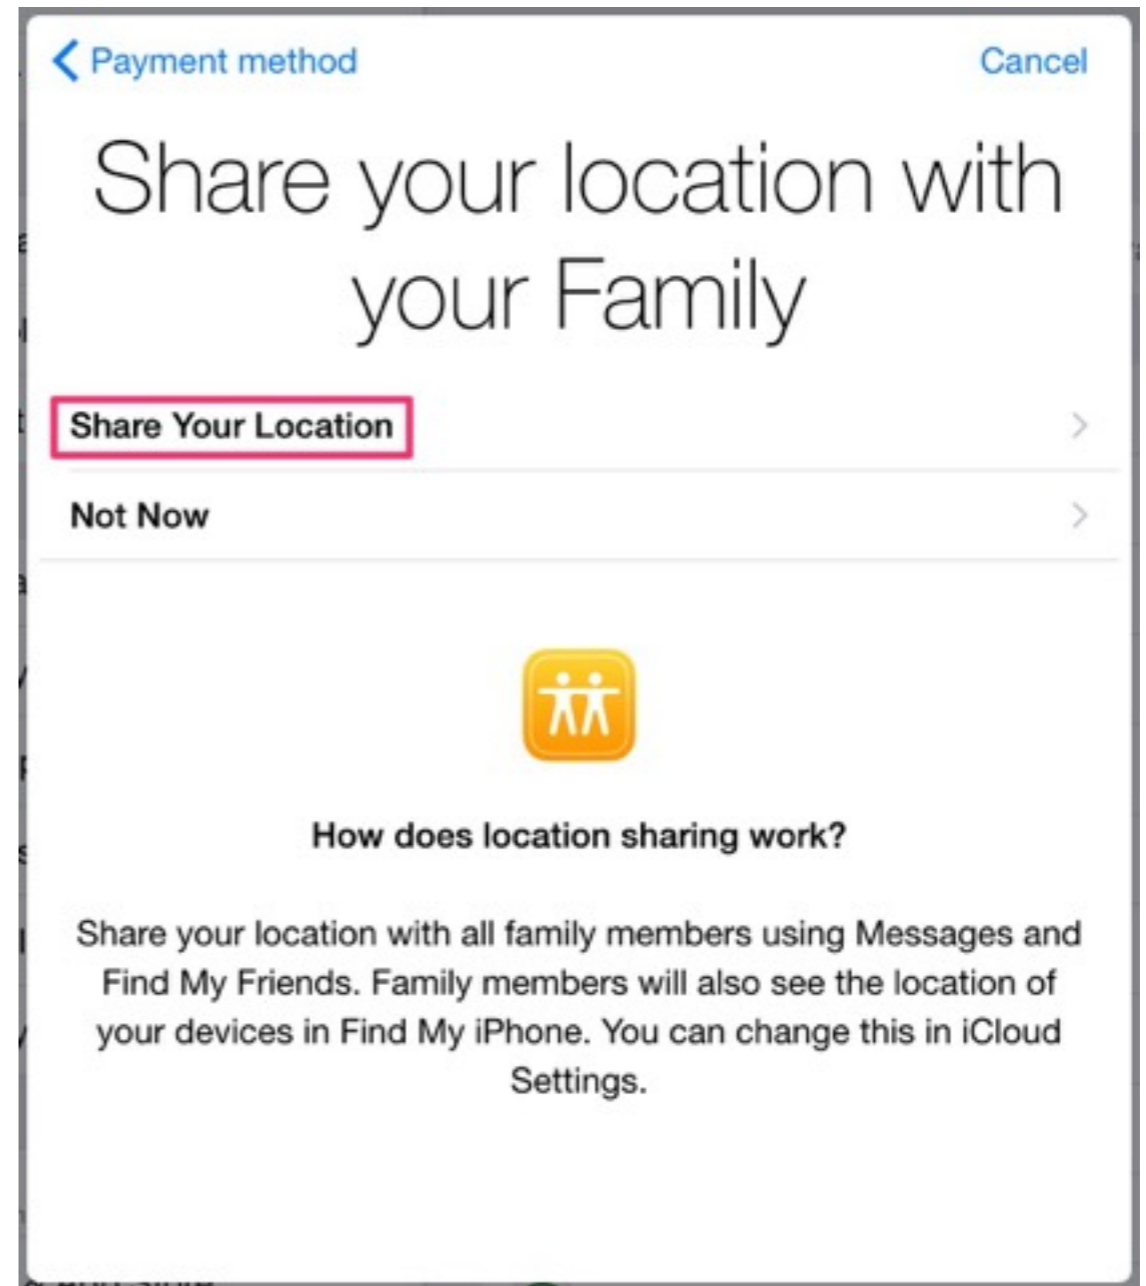 Payment method
Cancel
Share your location with
your Family
Share Your Location
Not Now
How does location sharing work?
Share your location with all family members using Messages and
Find My Friends. Family members will also see the location of
your devices in Find My iPhone. You can change this in iCloud
Settings.